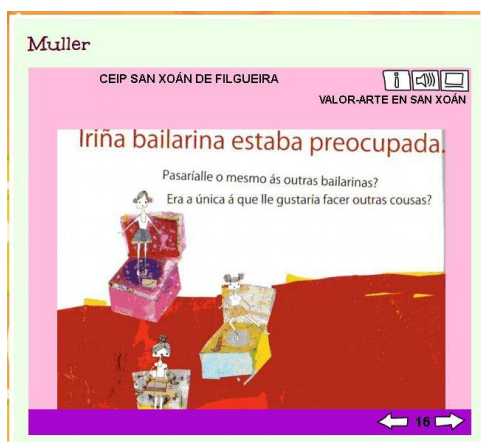 Muller
CEIP SAN XOÁN DE FILGUEIRA
VALOR-ARTE EN SAN XOÁN
Iriña bailarina estaba preocupada.
Pasaríalle o mesmo ás outras bailarinas?
Era a única á que lle gustaría facer outras cousas?
16